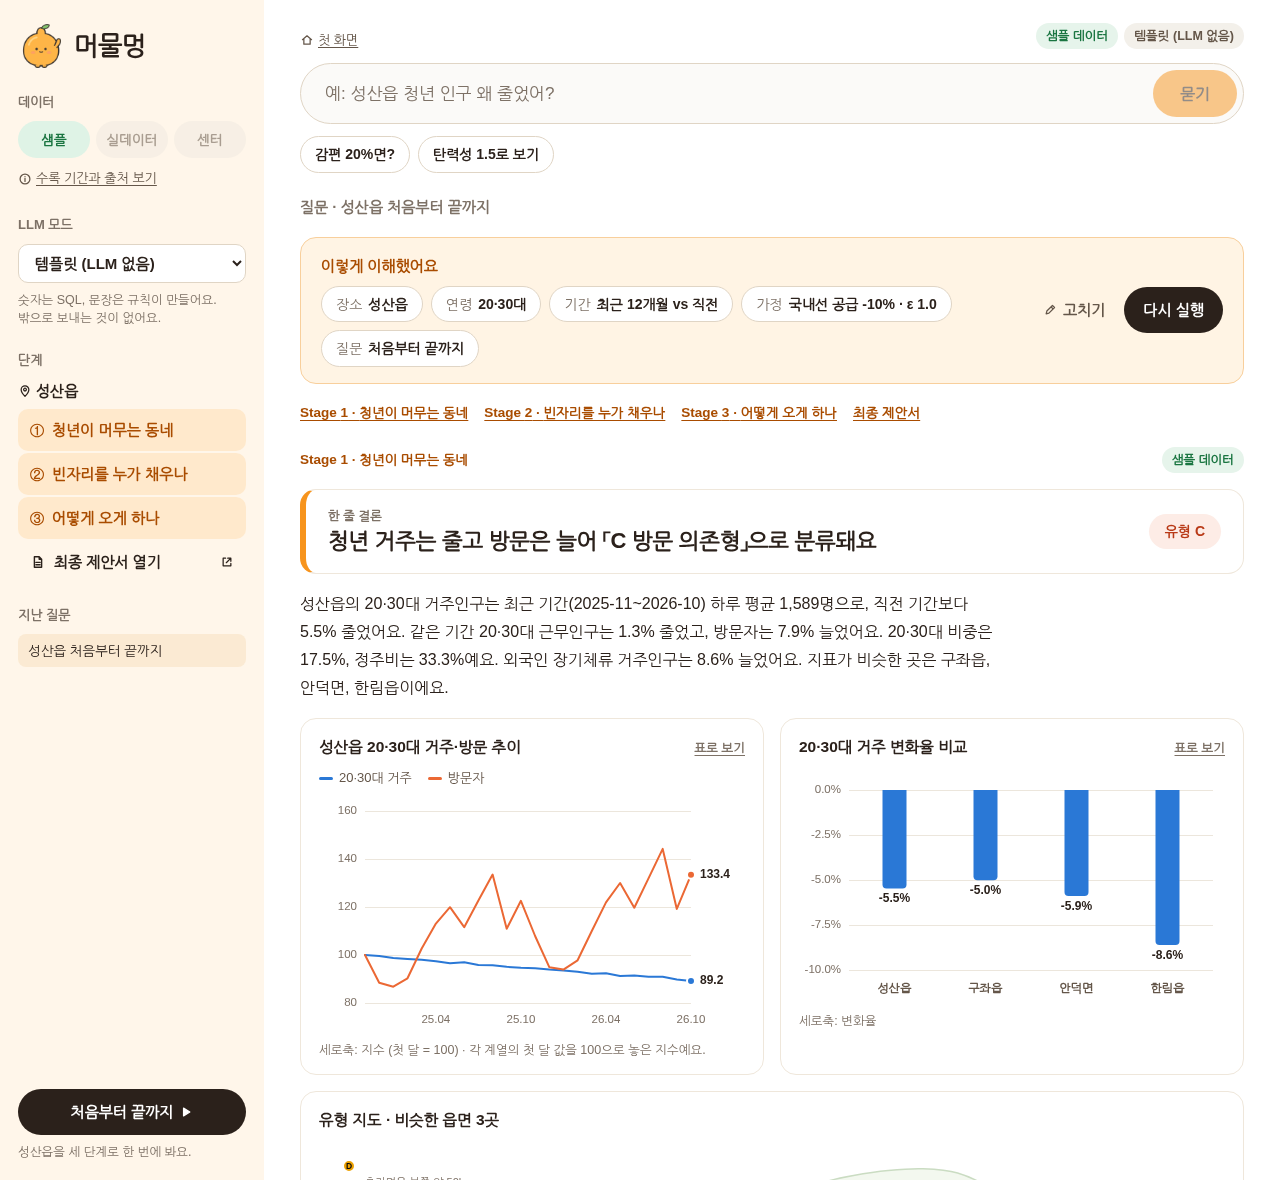 머물멍
데이터
샘플 실데이터 센터
수록 기간과 출처 보기
LLM 모드
템플릿 (LLM 없음)
숫자는 SQL, 문장은 규칙이 만들어요.
밖으로 보내는 것이 없어요.
단계
성산읍
① 청년이 머무는 동네
② 빈자리를 누가 채우나
③ 어떻게 오게 하나
최종 제안서 열기
지난 질문
성산읍 처음부터 끝까지
처음부터 끝까지
성산읍을 세 단계로 한 번에 봐요.
첫 화면
샘플 데이터 템플릿 (LLM 없음)
예: 성산읍 청년 인구 왜 줄었어?
묻기
감편 20%면? 탄력성 1.5로 보기
질문 · 성산읍 처음부터 끝까지
이렇게 이해했어요
장소 성산읍 연령 20·30대 기간 최근 12개월 vs 직전 가정 국내선 공급 -10% · ε 1.0
질문 처음부터 끝까지
고치기 다시 실행
Stage 1 · 청년이 머무는 동네 Stage 2 · 빈자리를 누가 채우나 Stage 3 · 어떻게 오게 하나 최종 제안서
Stage 1 · 청년이 머무는 동네 샘플 데이터
한 줄 결론
청년 거주는 줄고 방문은 늘어 「C 방문 의존형」으로 분류돼요
유형 C
성산읍의 20·30대 거주인구는 최근 기간(2025-11~2026-10) 하루 평균 1,589명으로, 직전 기간보다
5.5% 줄었어요. 같은 기간 20·30대 근무인구는 1.3% 줄었고, 방문자는 7.9% 늘었어요. 20·30대 비중은
17.5%, 정주비는 33.3%예요. 외국인 장기체류 거주인구는 8.6% 늘었어요. 지표가 비슷한 곳은 구좌읍,
안덕면, 한림읍이에요.
성산읍 20·30대 거주·방문 추이 표로 보기
20·30대 거주 방문자
160
140
120
100
80
133.4
89.2
25.04 25.10 26.04 26.10
세로축: 지수 (첫 달 = 100) · 각 계열의 첫 달 값을 100으로 놓은 지수예요.
20·30대 거주 변화율 비교 표로 보기
0.0%
-2.5%
-5.0%
-7.5%
-10.0%
-5.5% -5.0% -5.9% -8.6%
성산읍 구좌읍 안덕면 한림읍
세로축: 변화율
유형 지도 · 비슷한 읍면 3곳
D